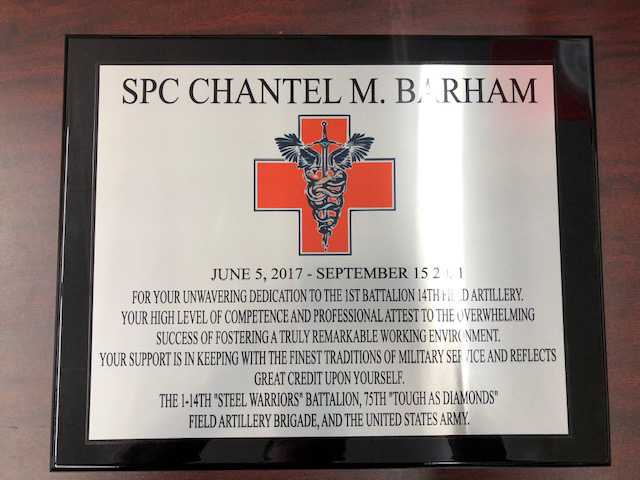 SPC CHANTEL M. BARHAM
JUNE 5, 2017 - SEPTEMBER 15
FOR YOUR UNWAVERING DEDICATION TO THE 1ST BATTALION 14TH FIELD ARTILLERY.
YOUR HIGH LEVEL OF COMPETENCE AND PROFESSIONAL ATTEST TO THE OVERWHELMING
SUCCESS OF FOSTERING A TRULY REMARKABLE WORKING ENVIRONMENT.
YOUR SUPPORT IS IN KEEPING WITH THE FINEST TRADITIONS OF MILITARY SERVICE AND REFLECTS
GREAT CREDIT UPON YOURSELF.
THE 1-14TH "STEEL WARRIORS" BATTALION, 75TH "TOUGH AS DIAMONDS"
FIELD ARTILLERY BRIGADE, AND THE UNITED STATES ARMY.